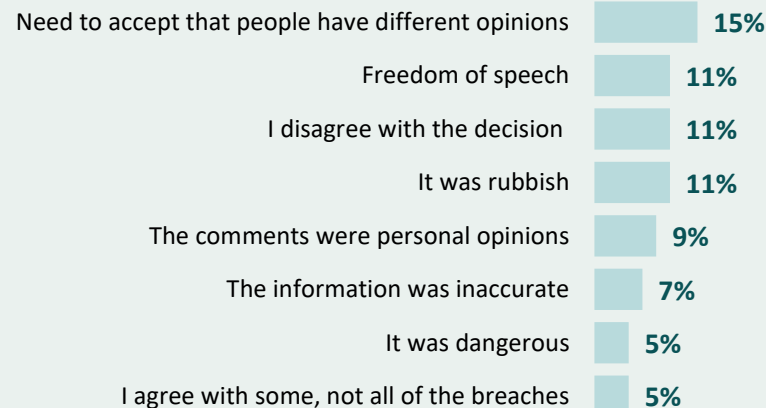 Need to accept that people have different opinions 15%
Freedom of speech 11%
I disagree with the decision 11%
It was rubbish 11%
The comments were personal opinions 9%
The information was inaccurate 7%
It was dangerous 5%
I agree with some, not all of the breaches 5%